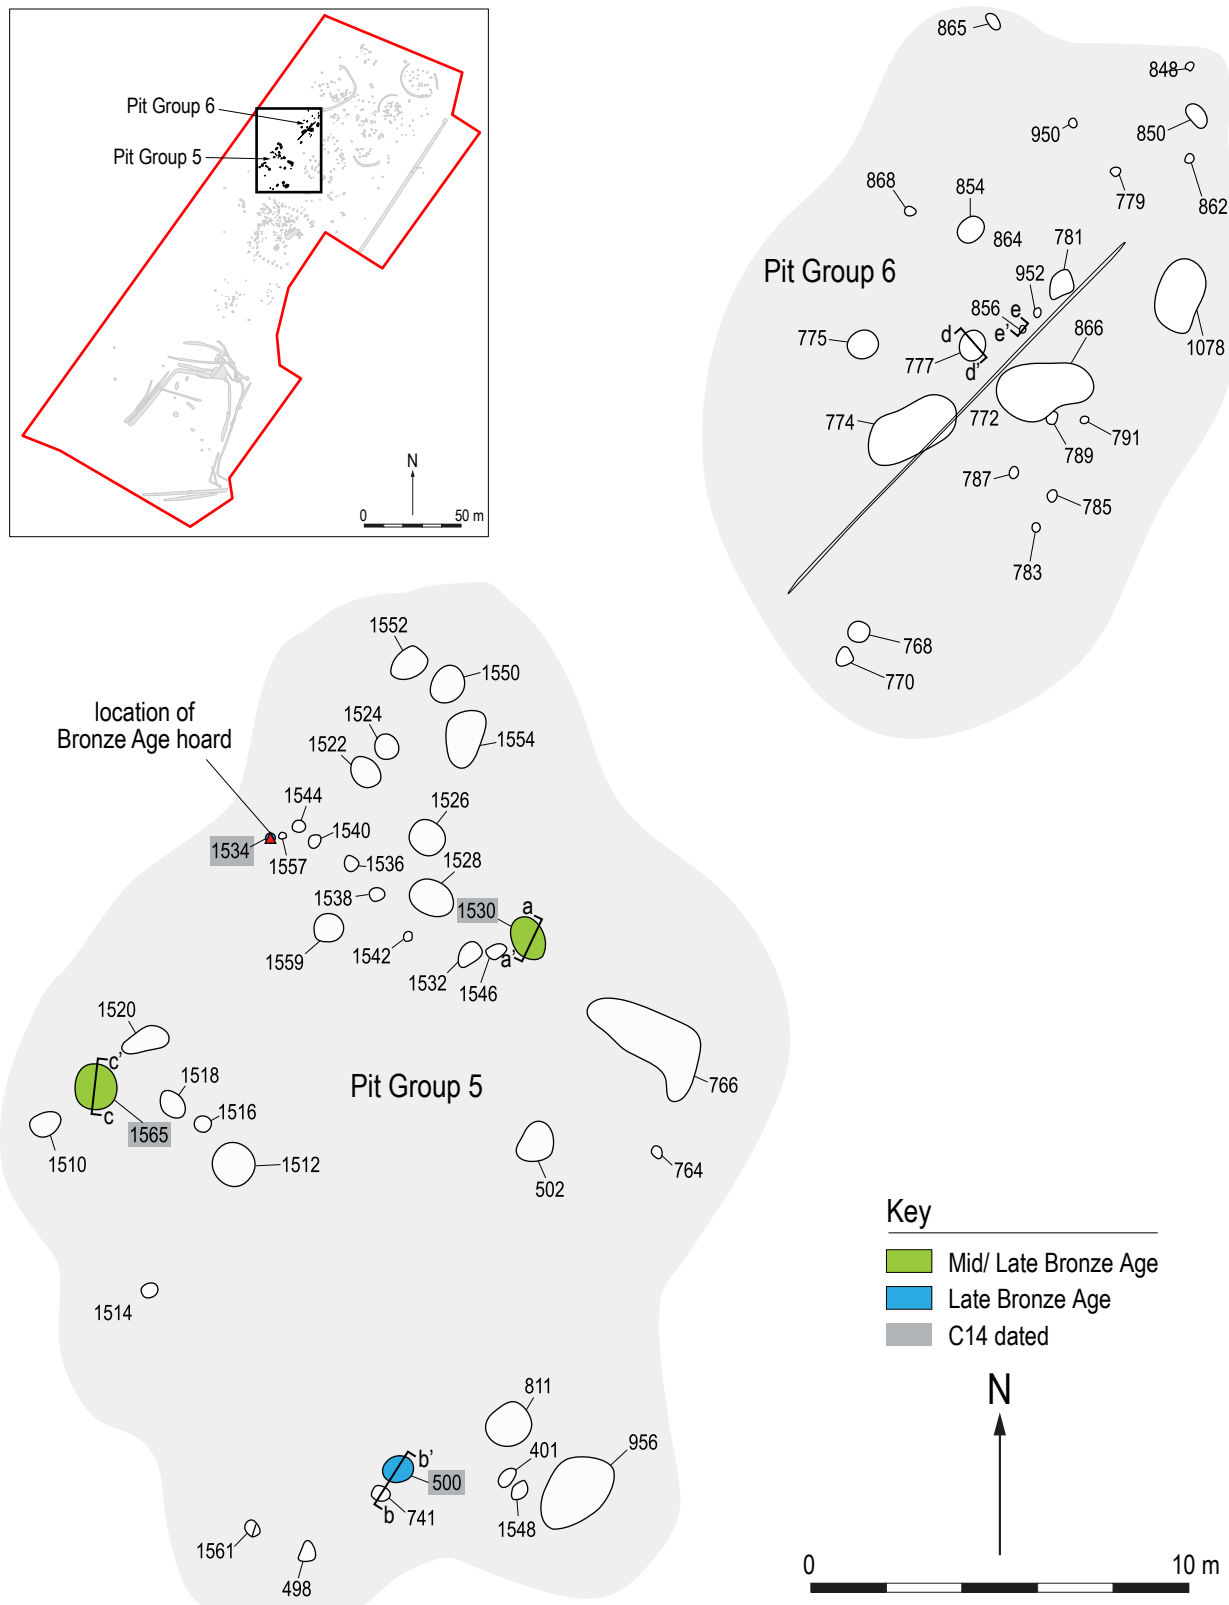 Pit Group 6
Pit Group 5
N
0
50 m
865
848
950
850
868
854
779
862
864
781
Pit Group 6
952
856
e
e'
775
d
777
d'
866
1078
774
772
789
791
787
785
783
768
770
1552
1550
location of
Bronze Age hoard
1524
1522
1554
1544
1526
1540
1534
1557
1536
1528
1538
1530
a
a'
1559
1542
1532
1546
1520
c'
c
1518
Pit Group 5
766
1516
1565
1510
1512
502
764
1514
Key
Mid/ Late Bronze Age
Late Bronze Age
C14 dated
N
811
401
956
b'
500
b
741
1548
1561
498
0
10 m